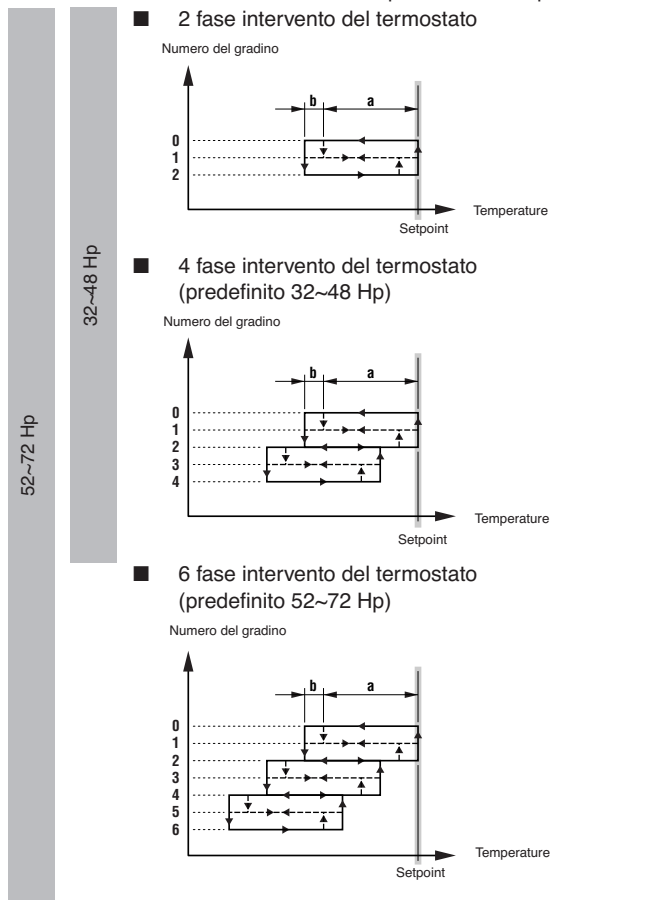 ■ 2 fase intervento del termostato
Numero del gradino
b a
0
1
2
Temperature
Setpoint
32~48 Hp
■ 4 fase intervento del termostato
(predefinito 32~48 Hp)
Numero del gradino
b a
0
1
2
3
4
Temperature
Setpoint
52~72 Hp
■ 6 fase intervento del termostato
(predefinito 52~72 Hp)
Numero del gradino
b a
0
1
2
3
4
5
6
Temperature
Setpoint